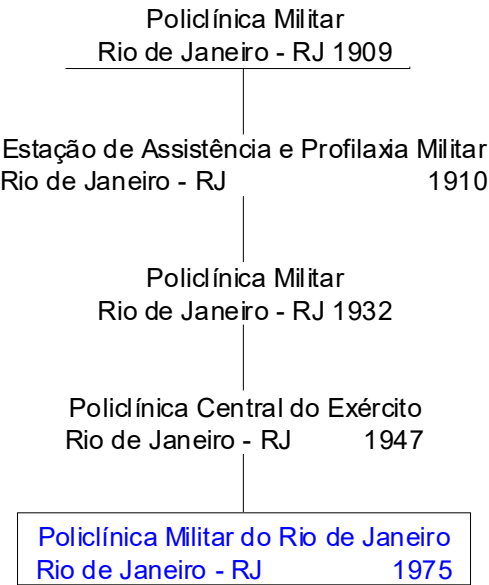 Policlínica Militar
Rio de Janeiro - RJ 1909
Estação de Assistência e Profilaxia Militar
Rio de Janeiro - RJ 1910
Policlínica Militar
Rio de Janeiro - RJ 1932
Policlínica Central do Exército
Rio de Janeiro - RJ 1947
Policlínica Militar do Rio de Janeiro
Rio de Janeiro - RJ 1975